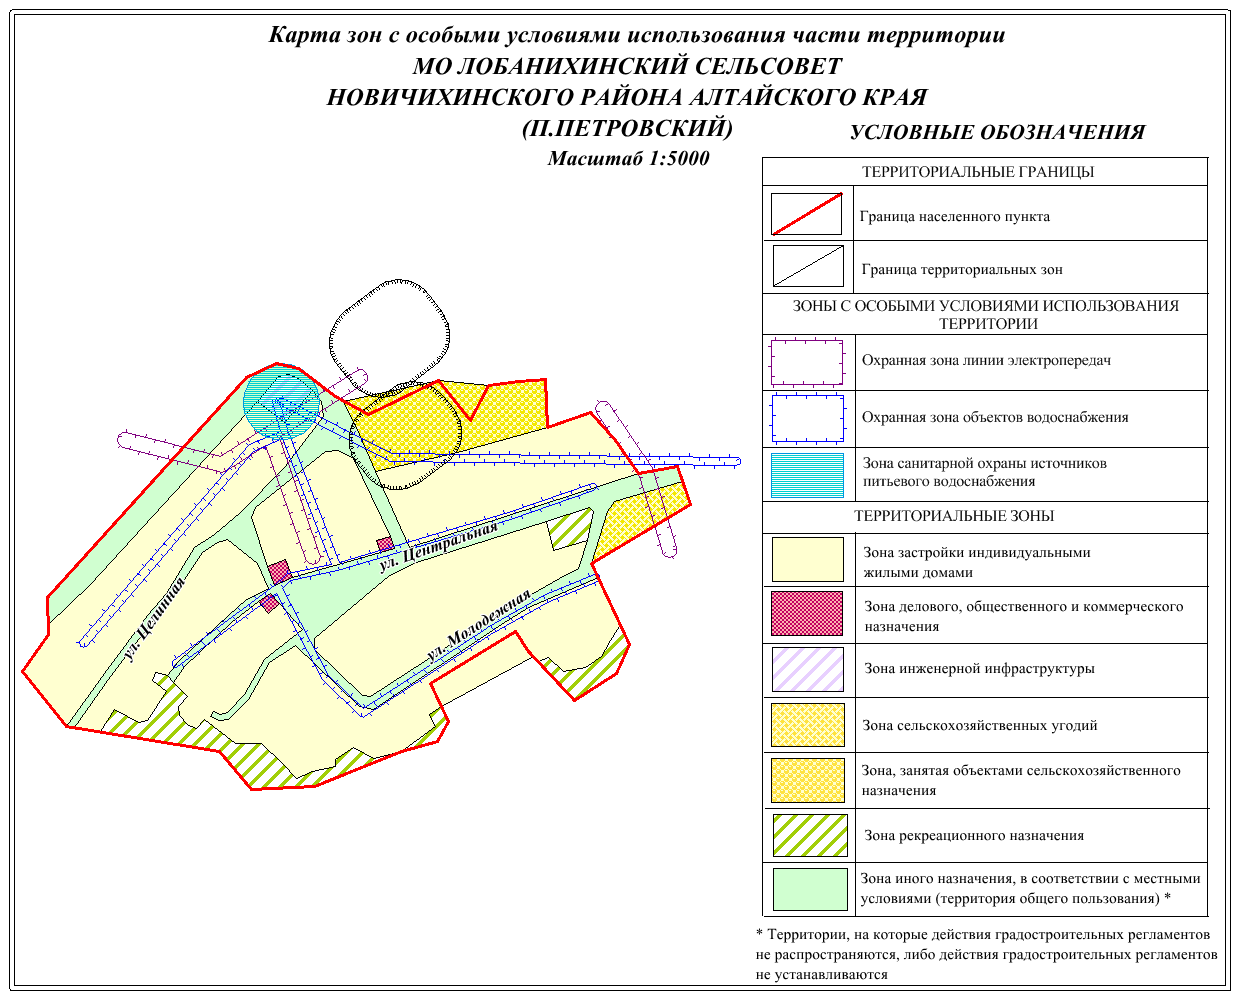 Карта зон с особыми условиями использования части территории
МО ЛОБАНИХИНСКИЙ СЕЛЬСОВЕТ
НОВИЧИХИНСКОГО РАЙОНА АЛТАЙСКОГО КРАЯ
(П.ПЕТРОВСКИЙ)
Масштаб 1:5000
УСЛОВНЫЕ ОБОЗНАЧЕНИЯ
ТЕРРИТОРИАЛЬНЫЕ ГРАНИЦЫ
Граница населенного пункта
Граница территориальных зон
ЗОНЫ С ОСОБЫМИ УСЛОВИЯМИ ИСПОЛЬЗОВАНИЯ
ТЕРРИТОРИИ
Охранная зона линии электропередач
Охранная зона объектов водоснабжения
Зона санитарной охраны источников
питьевого водоснабжения
ТЕРРИТОРИАЛЬНЫЕ ЗОНЫ
Зона застройки индивидуальными
жилыми домами
Зона делового, общественного и коммерческого
назначения
Зона инженерной инфраструктуры
Зона сельскохозяйственных угодий
Зона, занятая объектами сельскохозяйственного
назначения
Зона рекреационного назначения
Зона иного назначения, в соответствии с местными
условиями (территория общего пользования) *
* Территории, на которые действия градостроительных регламентов
не распространяются, либо действия градостроительных регламентов
не устанавливаются
ул. Центральная
ул. Целинная
ул. Молодежная